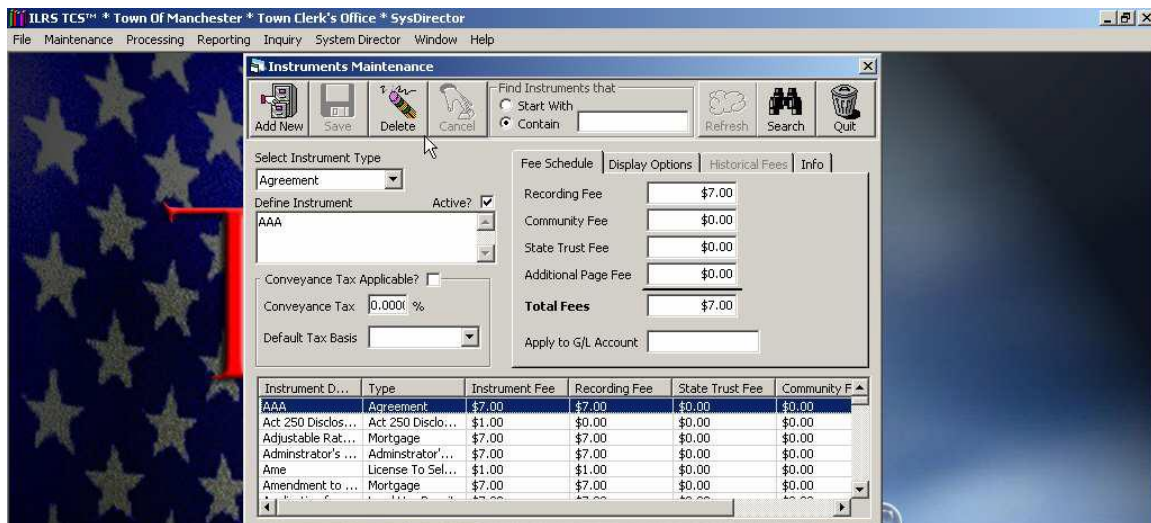 ILRS TCS™ * Town Of Manchester * Town Clerk's Office * SysDirector
File Maintenance Processing Reporting Inquiry System Director Window Help
Instruments Maintenance
Add New Save Delete Cancel
Find Instruments that
Start With
Contain
Refresh Search Quit
Select Instrument Type
Agreement
Define Instrument Active?
AAA
Conveyance Tax Applicable?
Conveyance Tax 0.000 %
Default Tax Basis
Fee Schedule Display Options Historical Fees Info
Recording Fee $7.00
Community Fee $0.00
State Trust Fee $0.00
Additional Page Fee $0.00
Total Fees $7.00
Apply to G/L Account
Instrument D... Type Instrument Fee Recording Fee State Trust Fee Community F
AAA Agreement $7.00 $7.00 $0.00 $0.00
Act 250 Disclos... Act 250 Disclo... $1.00 $0.00 $0.00 $0.00
Adjustable Rat... Mortgage $7.00 $7.00 $0.00 $0.00
Adminstrator's ... Adminstrator'... $7.00 $7.00 $0.00 $0.00
Ame License To Sel... $1.00 $1.00 $0.00 $0.00
Amendment to ... Mortgage $7.00 $7.00 $0.00 $0.00